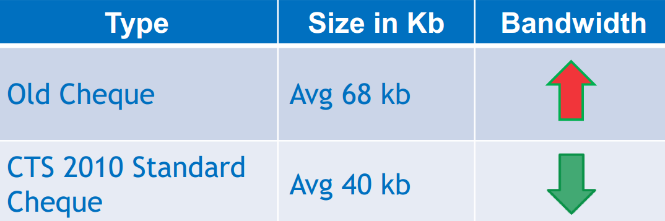 Type Size in Kb Bandwidth
Old Cheque Avg 68 kb
CTS 2010 Standard
Cheque Avg 40 kb